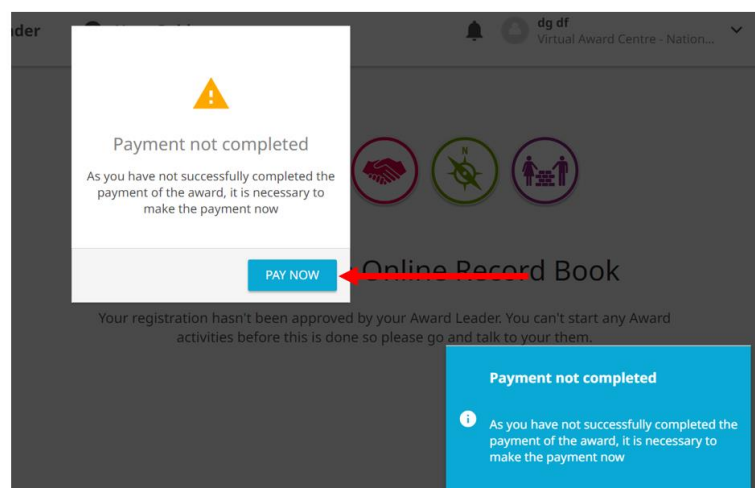 dg df
Virtual Award Centre - Nation...
Payment not completed
As you have not successfully completed the
payment of the award, it is necessary to
make the payment now
PAY NOW
Online Record Book
Your registration hasn't been approved by your Award Leader. You can't start any Award
activities before this is done so please go and talk to your them.
Payment not completed
As you have not successfully completed the
payment of the award, it is necessary to
make the payment now